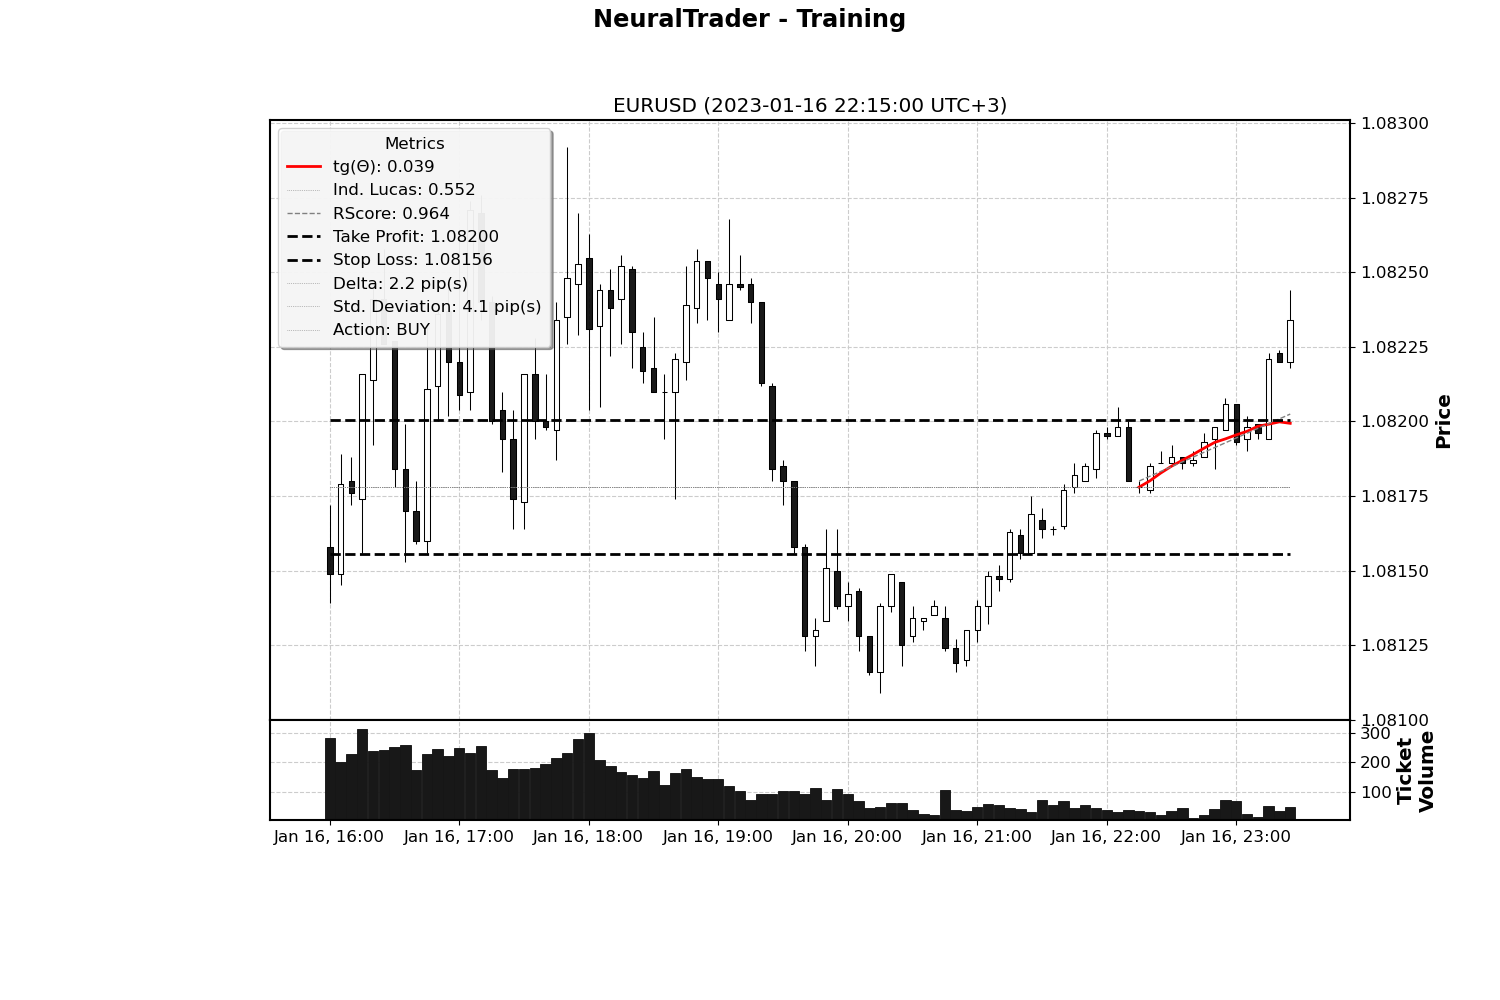 NeuralTrader - Training
EURUSD (2023-01-16 22:15:00 UTC+3)
Metrics
tg(Θ): 0.039
Ind. Lucas: 0.552
RScore: 0.964
Take Profit: 1.08200
Stop Loss: 1.08156
Delta: 2.2 pip(s)
Std. Deviation: 4.1 pip(s)
Action: BUY
1.08300
1.08275
1.08250
1.08225
1.08200
1.08175
1.08150
1.08125
1.08100
Price
300
200
100
Ticket
Volume
Jan 16, 16:00
Jan 16, 17:00
Jan 16, 18:00
Jan 16, 19:00
Jan 16, 20:00
Jan 16, 21:00
Jan 16, 22:00
Jan 16, 23:00